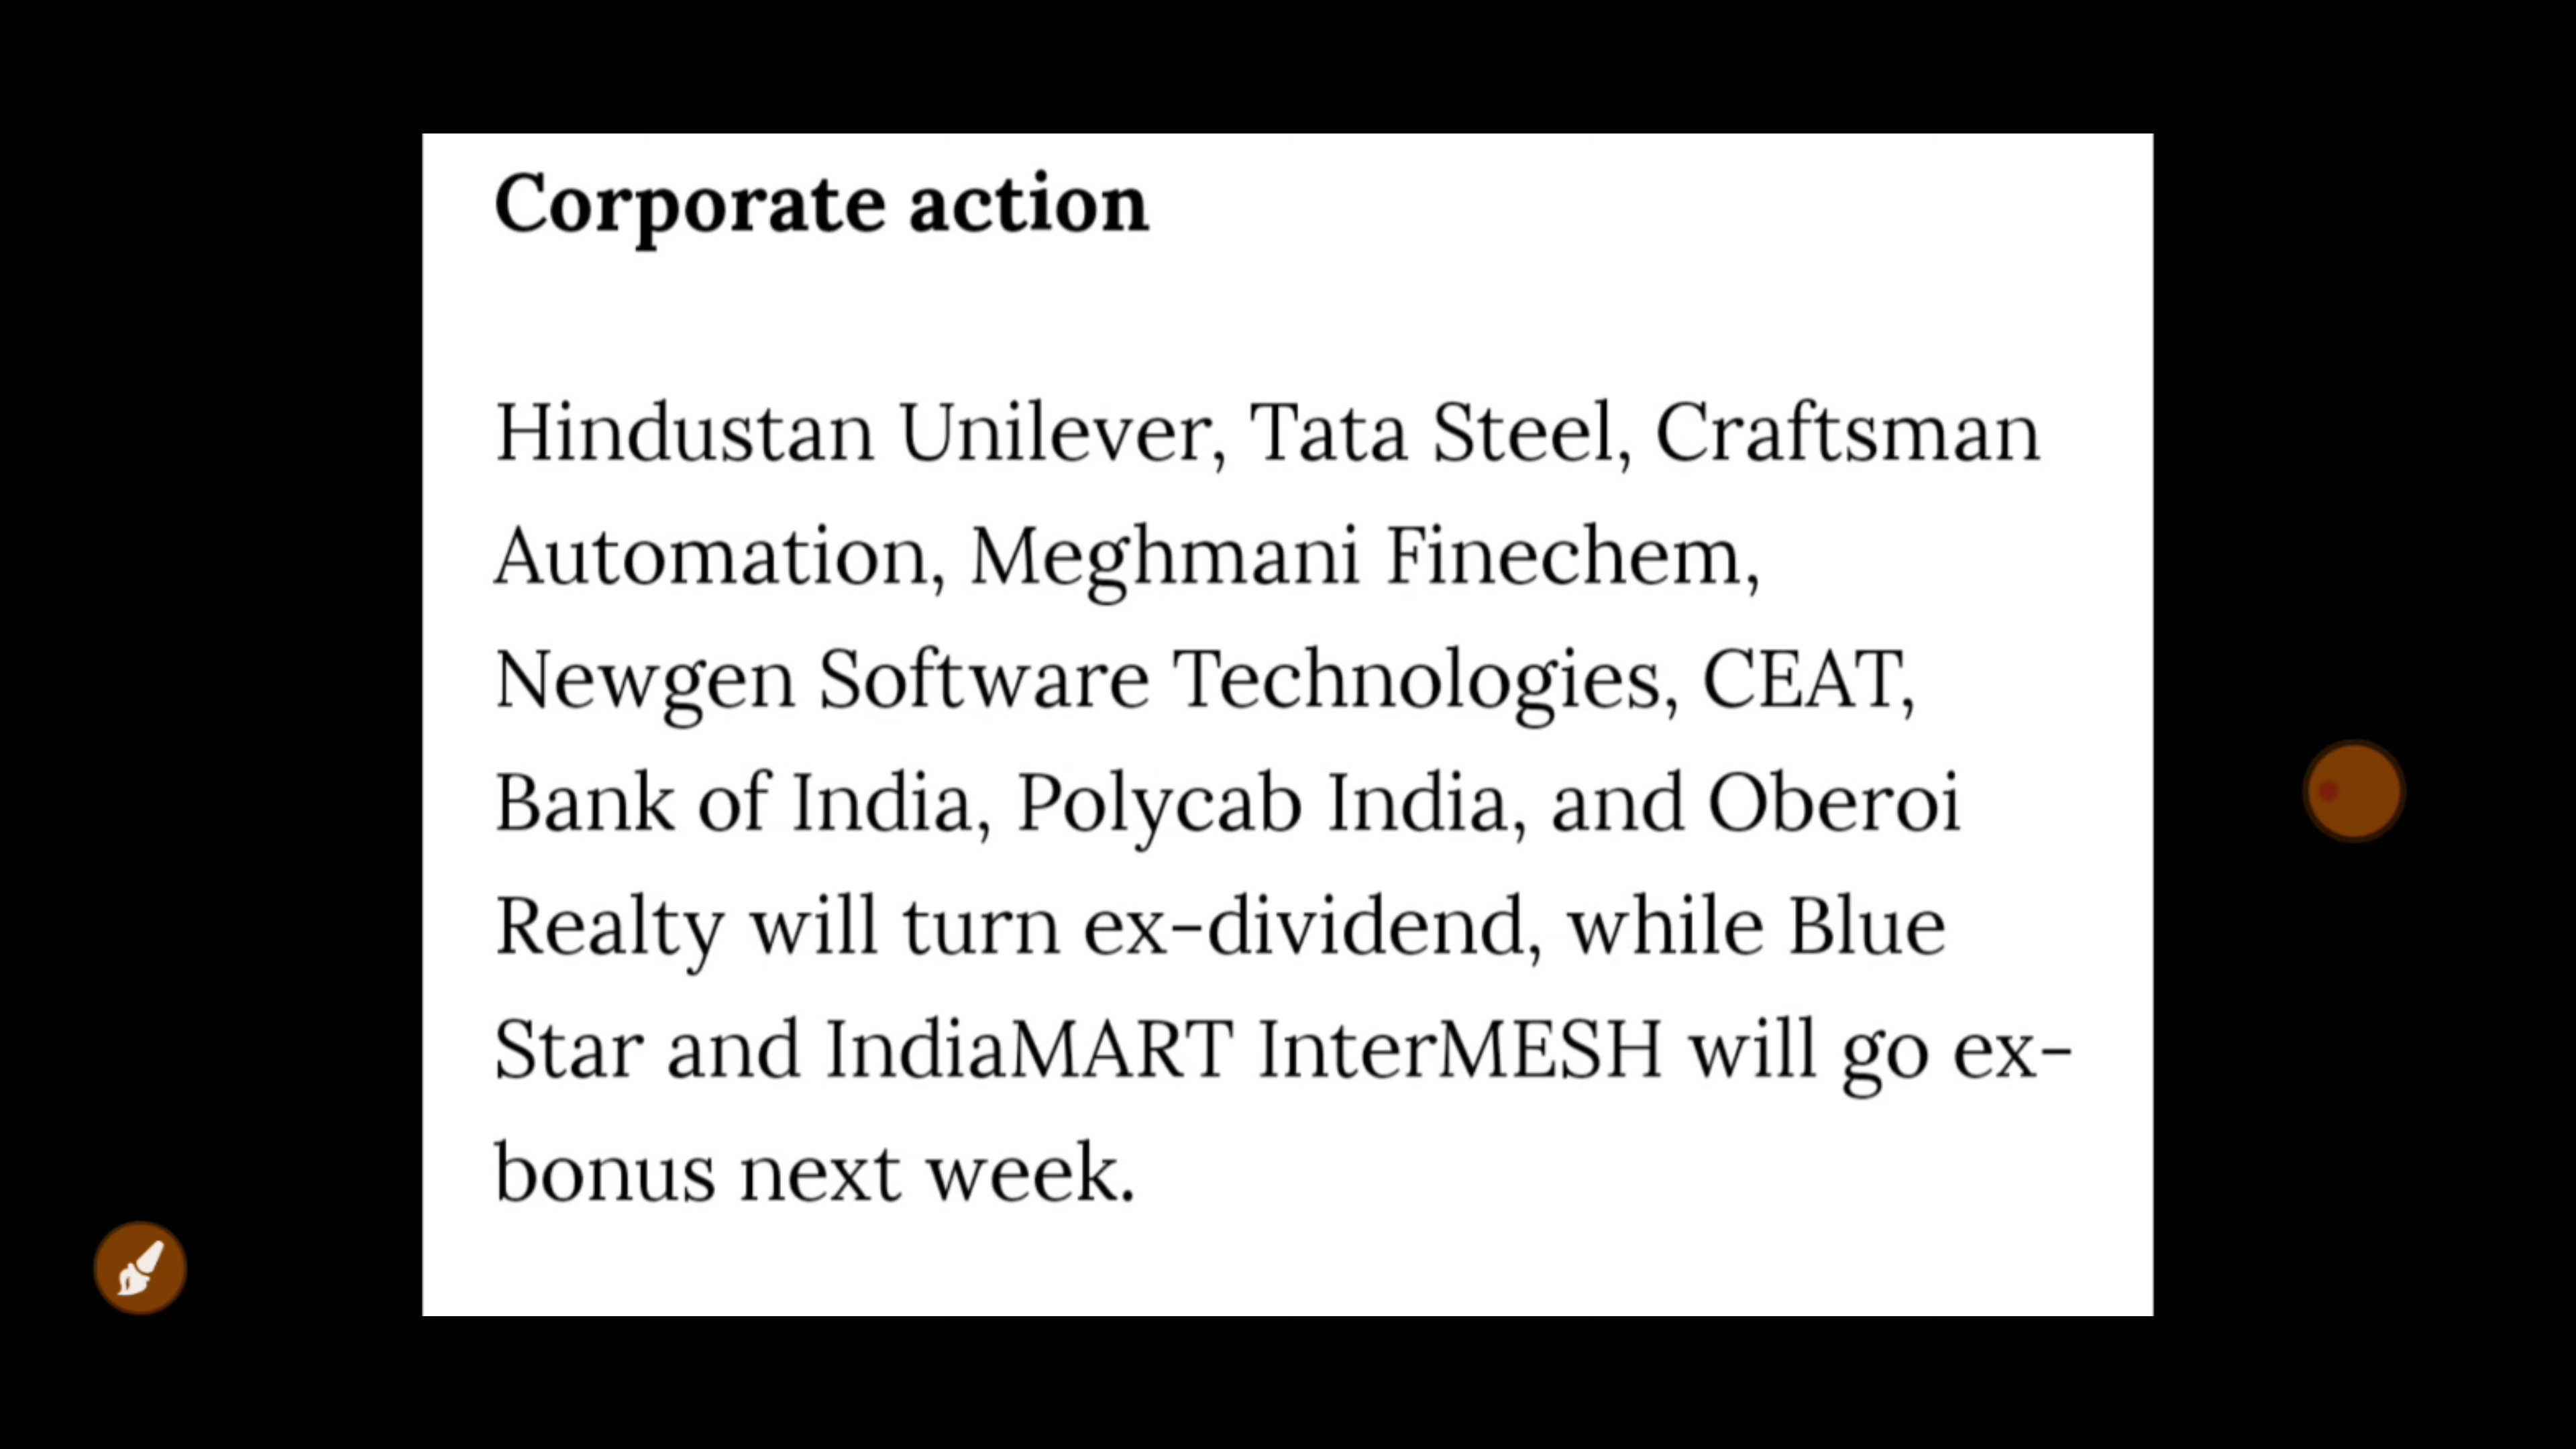 Corporate action
Hindustan Unilever, Tata Steel, Craftsman
Automation, Meghmani Finechem,
Newgen Software Technologies, CEAT,
Bank of India, Polycab India, and Oberoi
Realty will turn ex-dividend, while Blue
Star and IndiaMART InterMESH will go ex-
bonus next week.